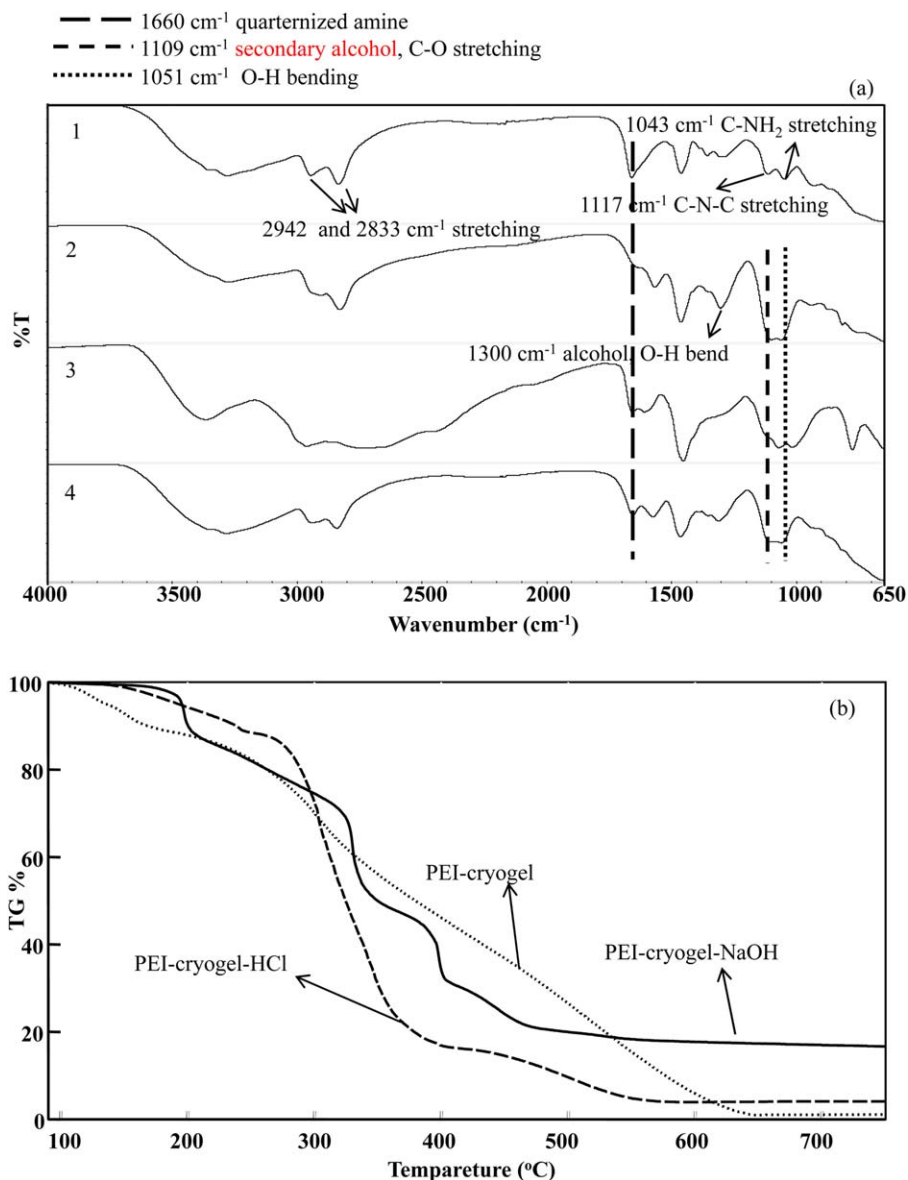 1660 cm⁻¹ quarternized amine
1109 cm⁻¹ secondary alcohol, C-O stretching
1051 cm⁻¹ O-H bending
(a)
1
1043 cm⁻¹ C-NH₂ stretching
1117 cm⁻¹ C-N-C stretching
2942 and 2833 cm⁻¹ stretching
2
1300 cm⁻¹ alcohol, O-H bend
%T
3
4
4000 3500 3000 2500 2000 1500 1000 650
Wavenumber (cm⁻¹)
100
(b)
80
60
PEI-cryogel
TG %
40
PEI-cryogel-HCl
PEI-cryogel-NaOH
20
0
100 200 300 400 500 600 700
Tempareture (°C)